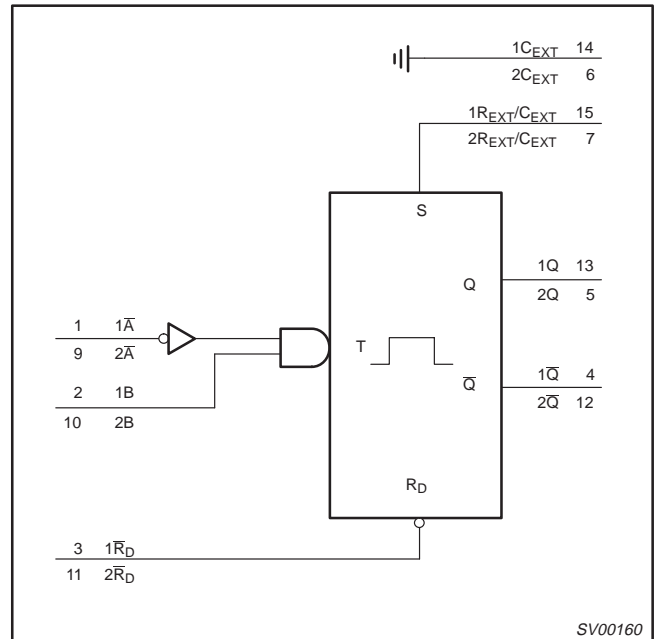 1C_EXT 14
2C_EXT 6
1R_EXT/C_EXT 15
2R_EXT/C_EXT 7
S
Q
1Q 13
2Q 5
1 1A̅
9 2A̅
T
2 1B
10 2B
Q̅
1Q̅ 4
2Q̅ 12
R_D
3 1R̅_D
11 2R̅_D
SV00160